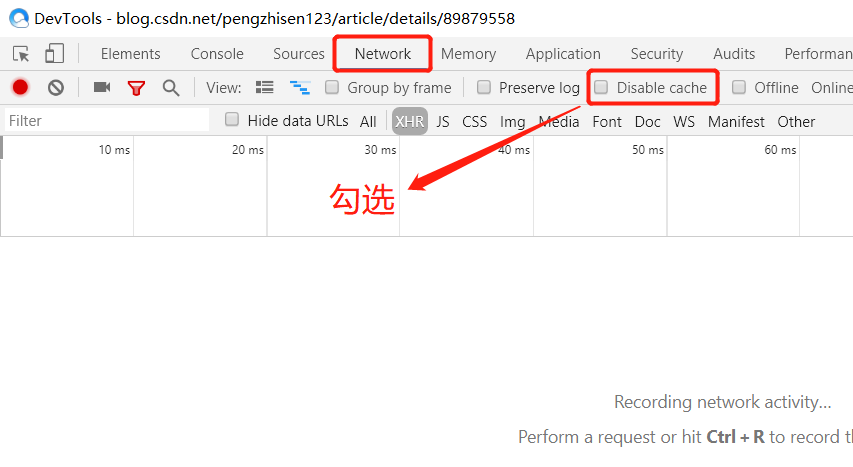 DevTools - blog.csdn.net/pengzhisen123/article/details/89879558
Elements Console Sources Network Memory Application Security Audits Performan
View: Group by frame Preserve log Disable cache Offline Online
Filter Hide data URLs All XHR JS CSS Img Media Font Doc WS Manifest Other
10 ms 20 ms 30 ms 40 ms 50 ms 60 ms
勾选
Recording network activity...
Perform a request or hit Ctrl + R to record th